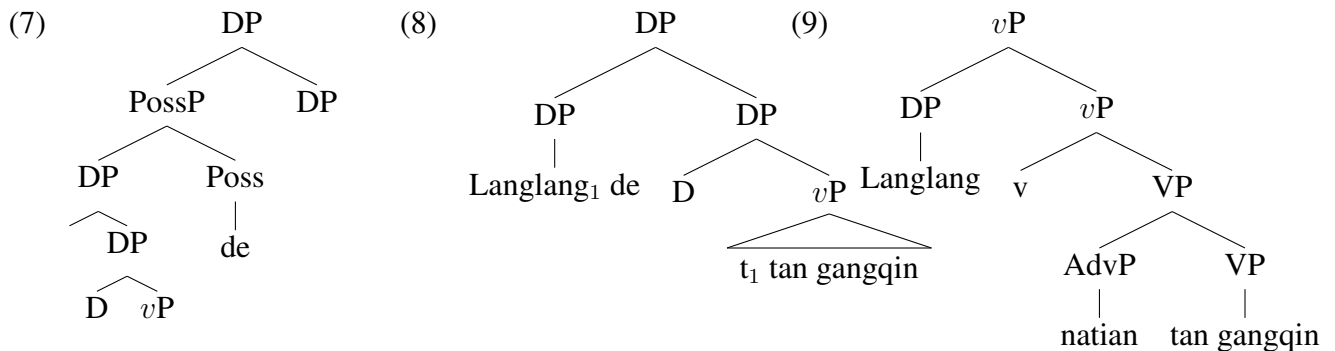 (7) DP (8) DP (9) vP
PossP DP DP DP DP vP
DP Poss Langlang₁ de D vP Langlang v VP
DP de t₁ tan gangqin AdvP VP
D vP natian tan gangqin